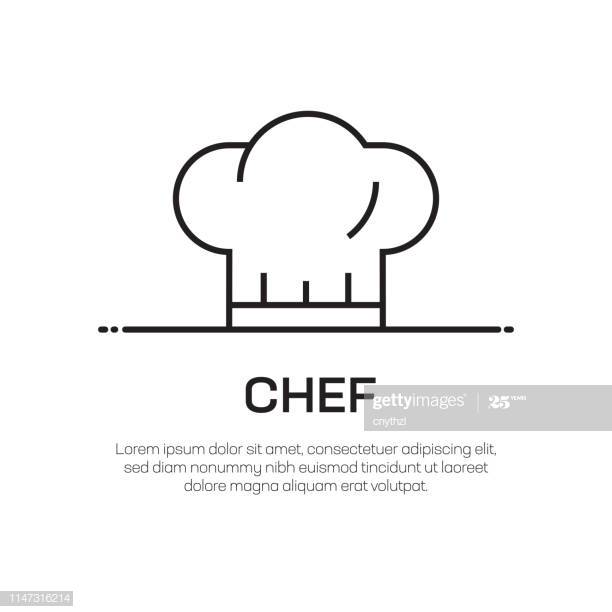 CHEF
gettyimages® | 25 YEARS
cnythzl
Lorem ipsum dolor sit amet, consectetuer adipiscing elit,
sed diam nonummy nibh euismod tincidunt ut laoreet
dolore magna aliquam erat volutpat.
1147316214